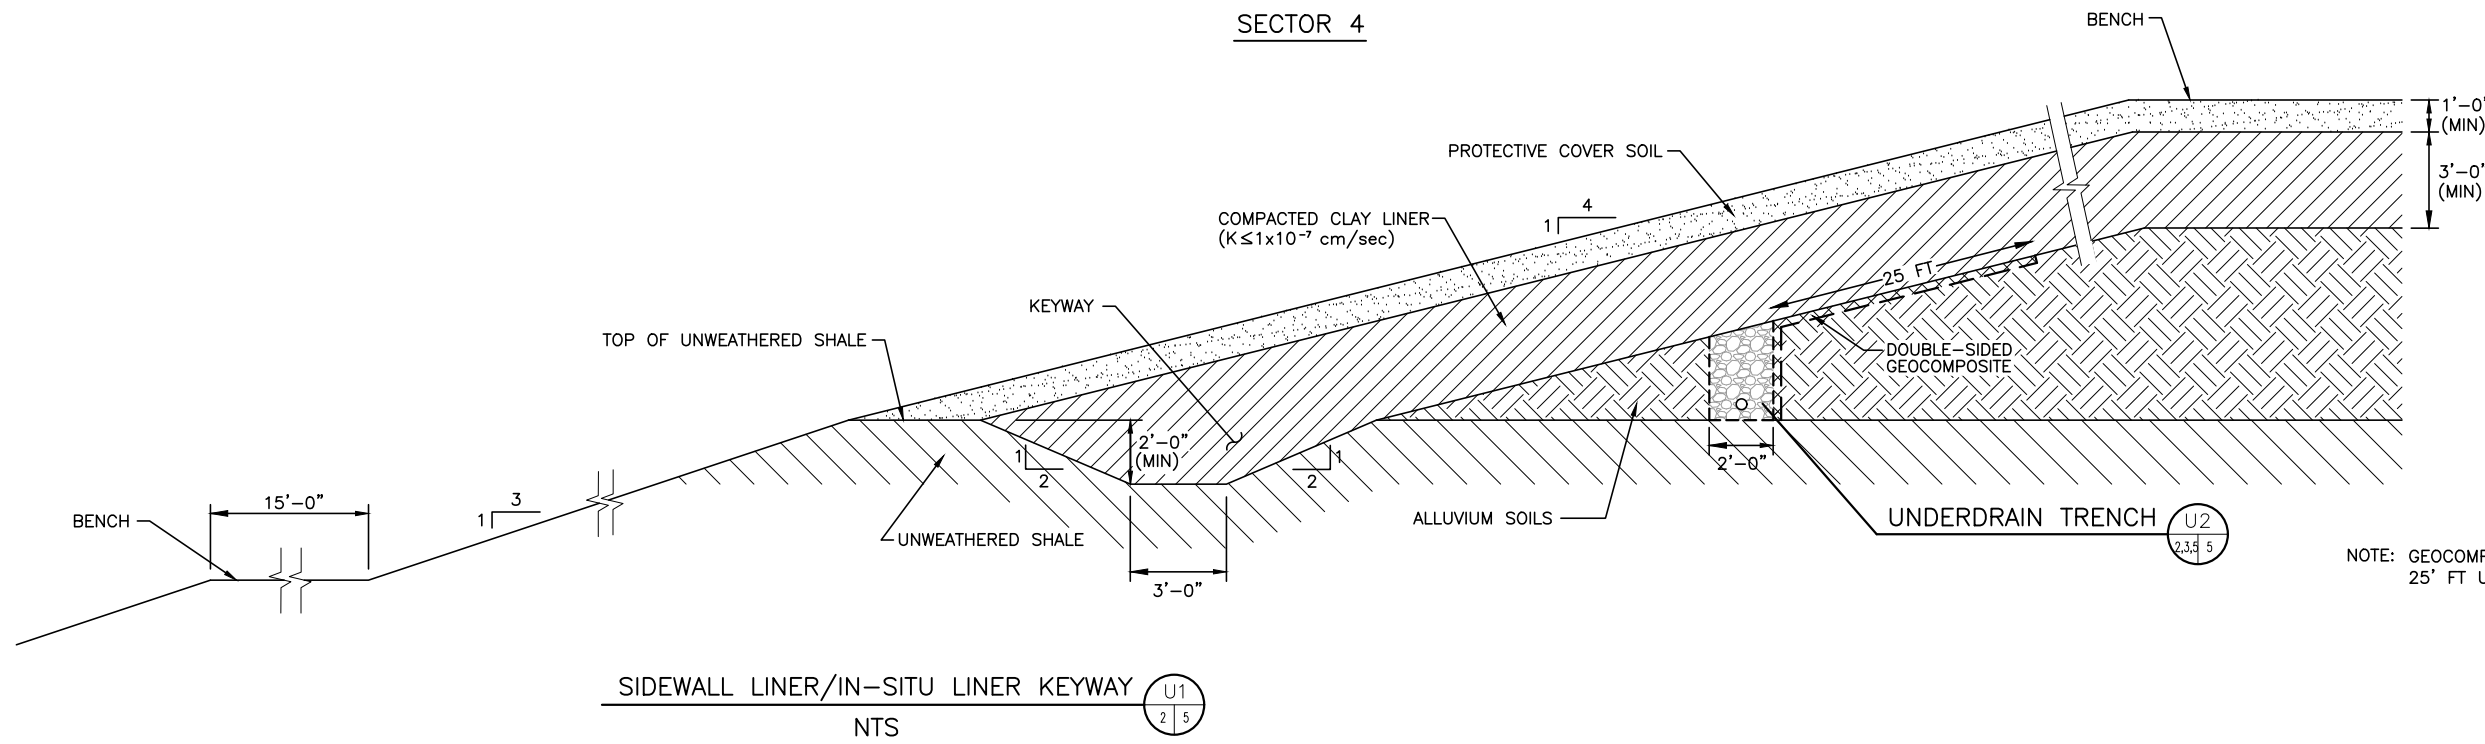 SECTOR 4
BENCH
1'-0"
(MIN)
PROTECTIVE COVER SOIL
3'-0"
(MIN)
COMPACTED CLAY LINER
(K≤1x10⁻⁷ cm/sec)
1
4
25 FT
KEYWAY
TOP OF UNWEATHERED SHALE
DOUBLE-SIDED
GEOCOMPOSITE
2'-0"
(MIN)
1
2
1
2
2'-0"
15'-0"
1
3
BENCH
ALLUVIUM SOILS
UNWEATHERED SHALE
UNDERDRAIN TRENCH
U2
2,3,5
5
NOTE:
25' FT
3'-0"
SIDEWALL LINER/IN-SITU LINER KEYWAY
U1
2
5
NTS